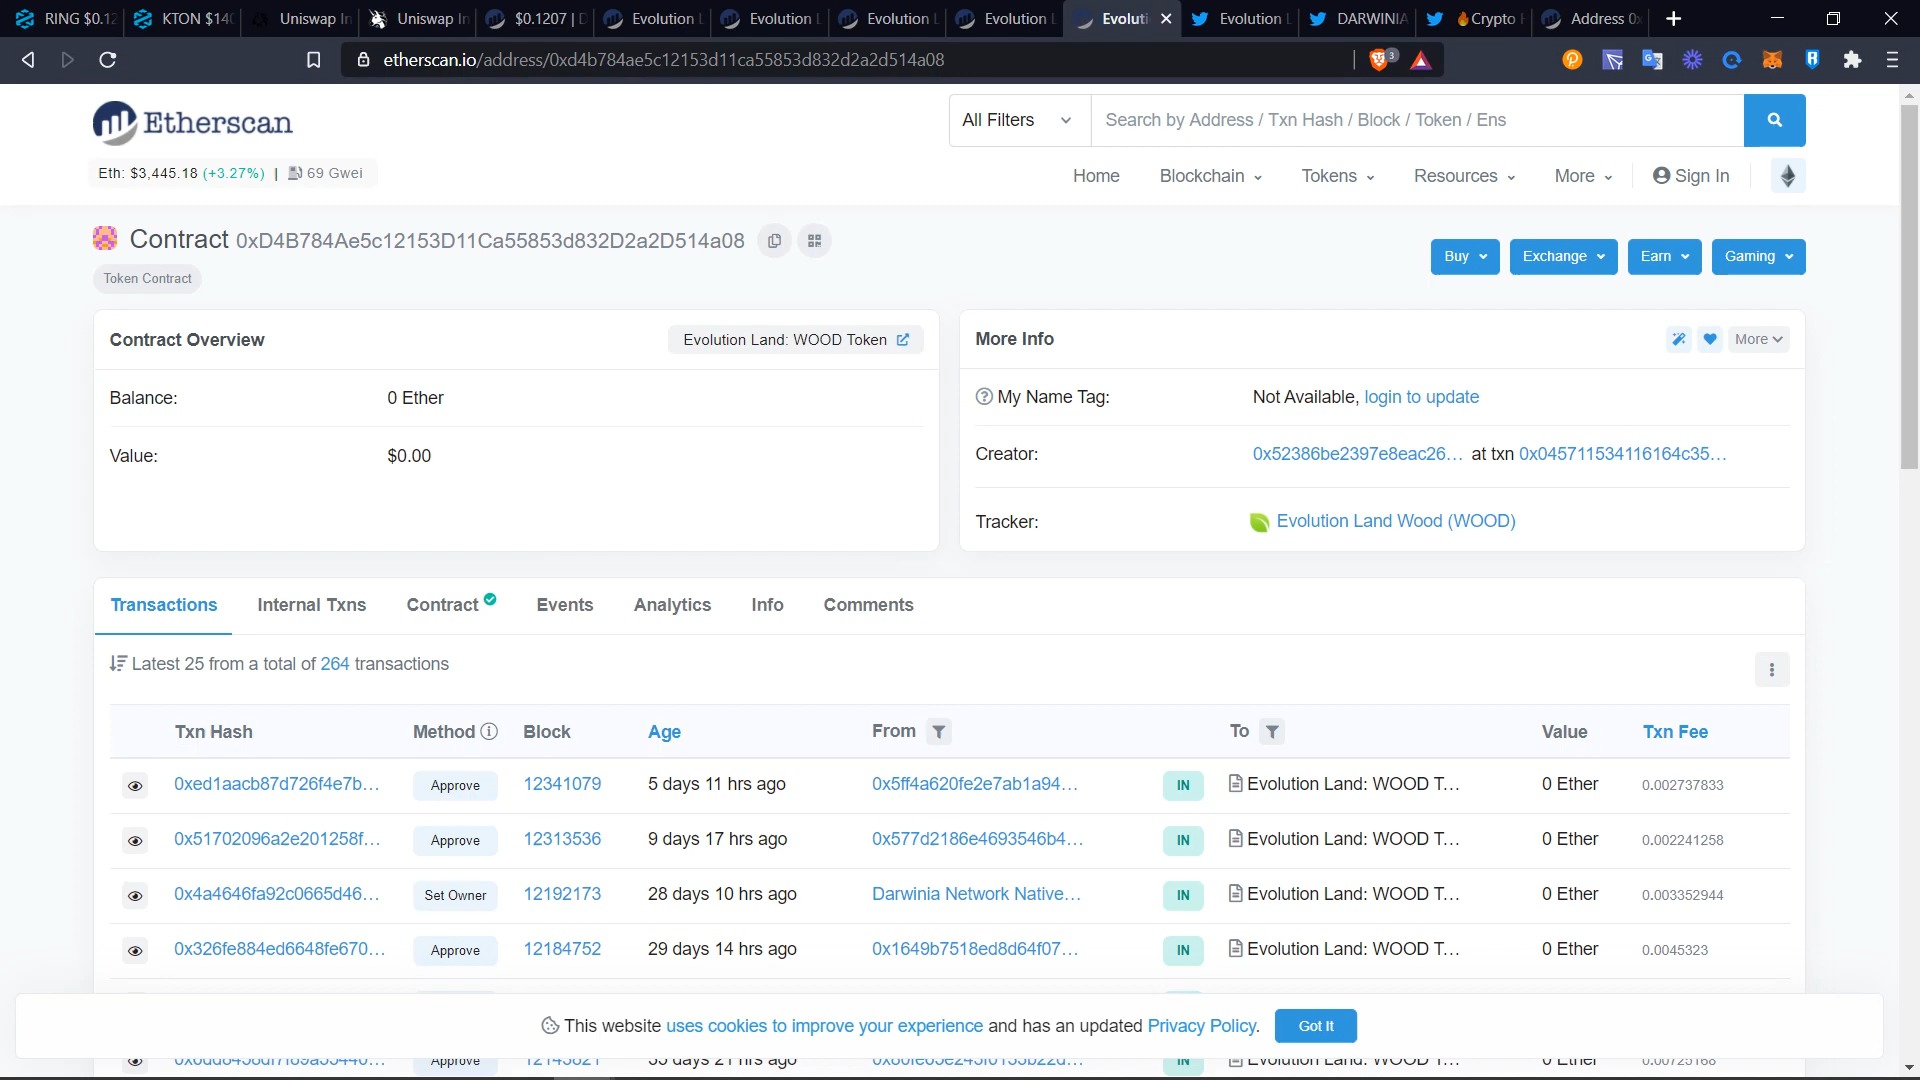 RING $0.12
KTON $140
Uniswap In
Uniswap In
$0.1207 | D
Evolution L
Evolution L
Evolution L
Evolution L
Evoluti
Evolution L
DARWINIA
🔥Crypto
Address 0x
etherscan.io/address/0xd4b784ae5c12153d11ca55853d832d2a2d514a08
3
Etherscan
All Filters
Search by Address / Txn Hash / Block / Token / Ens
Eth: $3,445.18 (+3.27%) | 69 Gwei
Home Blockchain Tokens Resources More Sign In
Contract 0xD4B784Ae5c12153D11Ca55853d832D2a2D514a08
Buy Exchange Earn Gaming
Token Contract
Contract Overview
Evolution Land: WOOD Token
Balance: 0 Ether
Value: $0.00
More Info
More
My Name Tag: Not Available, login to update
Creator: 0x52386be2397e8eac26... at txn 0x045711534116164c35...
Tracker: Evolution Land Wood (WOOD)
Transactions Internal Txns Contract Events Analytics Info Comments
Latest 25 from a total of 264 transactions
Txn Hash Method Block Age From To Value Txn Fee
0xed1aacb87d726f4e7b... Approve 12341079 5 days 11 hrs ago 0x5ff4a620fe2e7ab1a94... IN Evolution Land: WOOD T... 0 Ether 0.002737833
0x51702096a2e201258f... Approve 12313536 9 days 17 hrs ago 0x577d2186e4693546b4... IN Evolution Land: WOOD T... 0 Ether 0.002241258
0x4a4646fa92c0665d46... Set Owner 12192173 28 days 10 hrs ago Darwinia Network Native... IN Evolution Land: WOOD T... 0 Ether 0.003352944
0x326fe884ed6648fe670... Approve 12184752 29 days 14 hrs ago 0x1649b7518ed8d64f07... IN Evolution Land: WOOD T... 0 Ether 0.0045323
This website uses cookies to improve your experience and has an updated Privacy Policy. Got It
Approve IN Evolution Land: WOOD T... 0 Ether